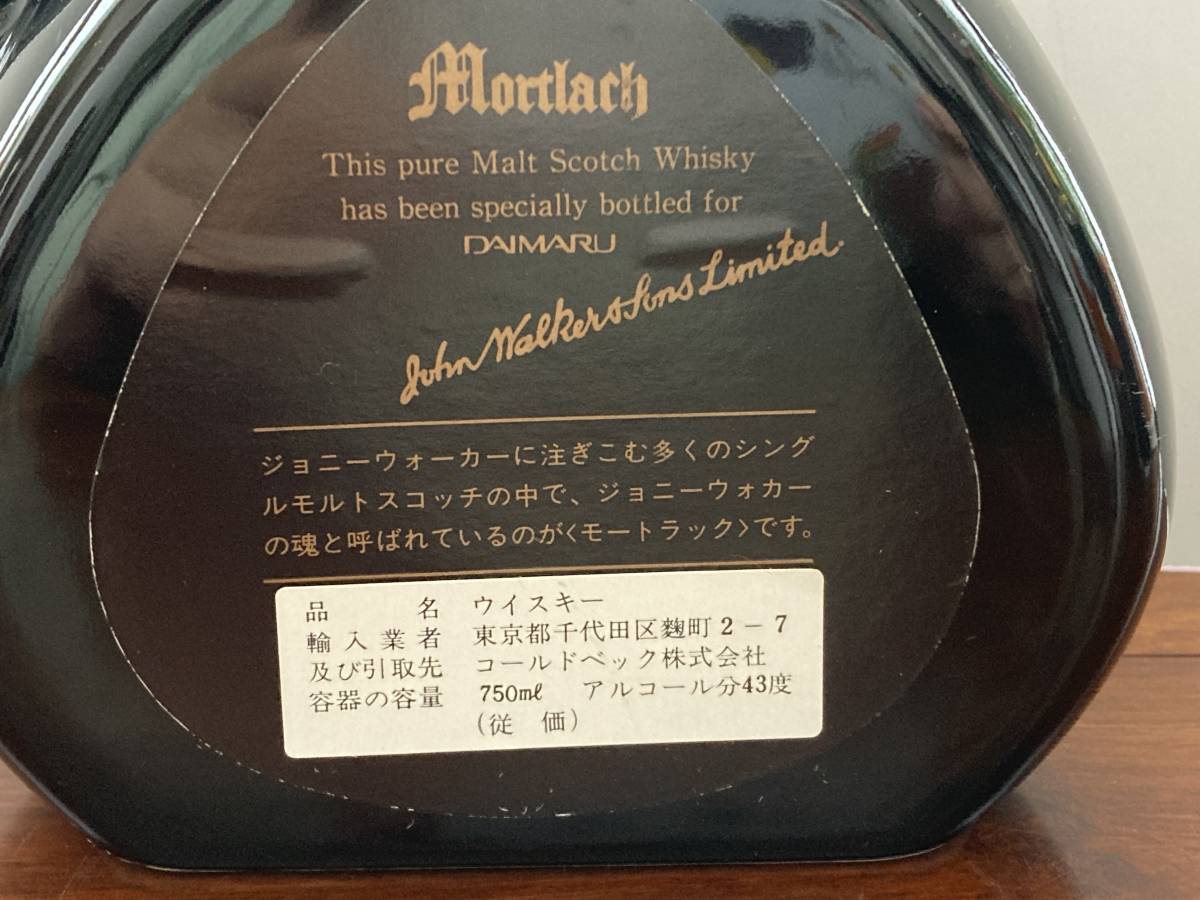 Mortlach
This pure Malt Scotch Whisky
has been specially bottled for
DAIMARU
John Walker & Sons Limited.
ジョニーウォーカーに注ぎこむ多くのシング
ルモルトスコッチの中で、ジョニーウォカー
の魂と呼ばれているのが〈モートラック〉です。
品 名 ウイスキー
輸入業者 東京都千代田区麴町2-7
及び引取先 コールドベック株式会社
容器の容量 750mℓ アルコール分43度
(従 価)